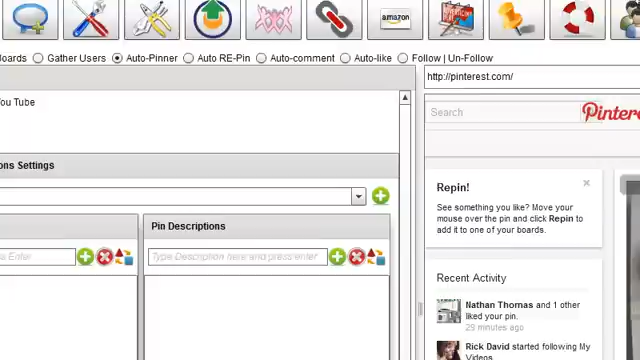 amazon
AMERICAN
oards Gather Users Auto-Pinner Auto RE-Pin Auto-comment Auto-like Follow | Un-Follow
http://pinterest.com/
ou Tube
Search
Pintere
ons Settings
Repin!
See something you like? Move your
mouse over the pin and click Repin to
add it to one of your boards.
Pin Descriptions
s Enter
Type Description here and press enter
Recent Activity
Nathan Thomas and 1 other
liked your pin.
29 minutes ago
Rick David started following My
Videos.